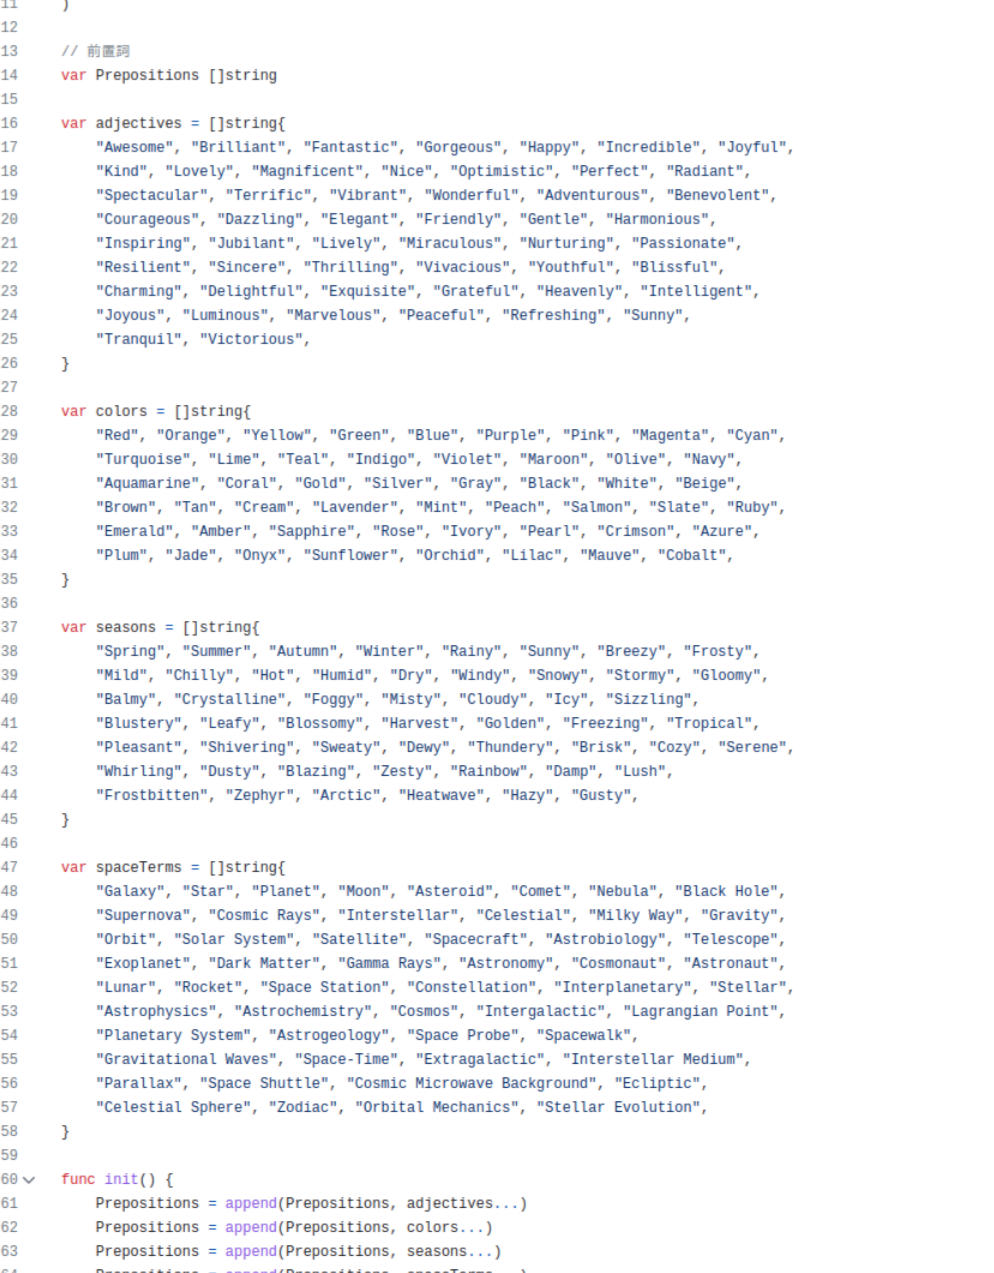 11 )
12
13 // 前置詞
14 var Prepositions []string
15
16 var adjectives = []string{
17 "Awesome", "Brilliant", "Fantastic", "Gorgeous", "Happy", "Incredible", "Joyful",
18 "Kind", "Lovely", "Magnificent", "Nice", "Optimistic", "Perfect", "Radiant",
19 "Spectacular", "Terrific", "Vibrant", "Wonderful", "Adventurous", "Benevolent",
20 "Courageous", "Dazzling", "Elegant", "Friendly", "Gentle", "Harmonious",
21 "Inspiring", "Jubilant", "Lively", "Miraculous", "Nurturing", "Passionate",
22 "Resilient", "Sincere", "Thrilling", "Vivacious", "Youthful", "Blissful",
23 "Charming", "Delightful", "Exquisite", "Grateful", "Heavenly", "Intelligent",
24 "Joyous", "Luminous", "Marvelous", "Peaceful", "Refreshing", "Sunny",
25 "Tranquil", "Victorious",
26 }
27
28 var colors = []string{
29 "Red", "Orange", "Yellow", "Green", "Blue", "Purple", "Pink", "Magenta", "Cyan",
30 "Turquoise", "Lime", "Teal", "Indigo", "Violet", "Maroon", "Olive", "Navy",
31 "Aquamarine", "Coral", "Gold", "Silver", "Gray", "Black", "White", "Beige",
32 "Brown", "Tan", "Cream", "Lavender", "Mint", "Peach", "Salmon", "Slate", "Ruby",
33 "Emerald", "Amber", "Sapphire", "Rose", "Ivory", "Pearl", "Crimson", "Azure",
34 "Plum", "Jade", "Onyx", "Sunflower", "Orchid", "Lilac", "Mauve", "Cobalt",
35 }
36
37 var seasons = []string{
38 "Spring", "Summer", "Autumn", "Winter", "Rainy", "Sunny", "Breezy", "Frosty",
39 "Mild", "Chilly", "Hot", "Humid", "Dry", "Windy", "Snowy", "Stormy", "Gloomy",
40 "Balmy", "Crystalline", "Foggy", "Misty", "Cloudy", "Icy", "Sizzling",
41 "Blustery", "Leafy", "Blossomy", "Harvest", "Golden", "Freezing", "Tropical",
42 "Pleasant", "Shivering", "Sweaty", "Dewy", "Thundery", "Brisk", "Cozy", "Serene",
43 "Whirling", "Dusty", "Blazing", "Zesty", "Rainbow", "Damp", "Lush",
44 "Frostbitten", "Zephyr", "Arctic", "Heatwave", "Hazy", "Gusty",
45 }
46
47 var spaceTerms = []string{
48 "Galaxy", "Star", "Planet", "Moon", "Asteroid", "Comet", "Nebula", "Black Hole",
49 "Supernova", "Cosmic Rays", "Interstellar", "Celestial", "Milky Way", "Gravity",
50 "Orbit", "Solar System", "Satellite", "Spacecraft", "Astrobiology", "Telescope",
51 "Exoplanet", "Dark Matter", "Gamma Rays", "Astronomy", "Cosmonaut", "Astronaut",
52 "Lunar", "Rocket", "Space Station", "Constellation", "Interplanetary", "Stellar",
53 "Astrophysics", "Astrochemistry", "Cosmos", "Intergalactic", "Lagrangian Point",
54 "Planetary System", "Astrogeology", "Space Probe", "Spacewalk",
55 "Gravitational Waves", "Space-Time", "Extragalactic", "Interstellar Medium",
56 "Parallax", "Space Shuttle", "Cosmic Microwave Background", "Ecliptic",
57 "Celestial Sphere", "Zodiac", "Orbital Mechanics", "Stellar Evolution",
58 }
59
60 func init() {
61 Prepositions = append(Prepositions, adjectives...)
62 Prepositions = append(Prepositions, colors...)
63 Prepositions = append(Prepositions, seasons...)